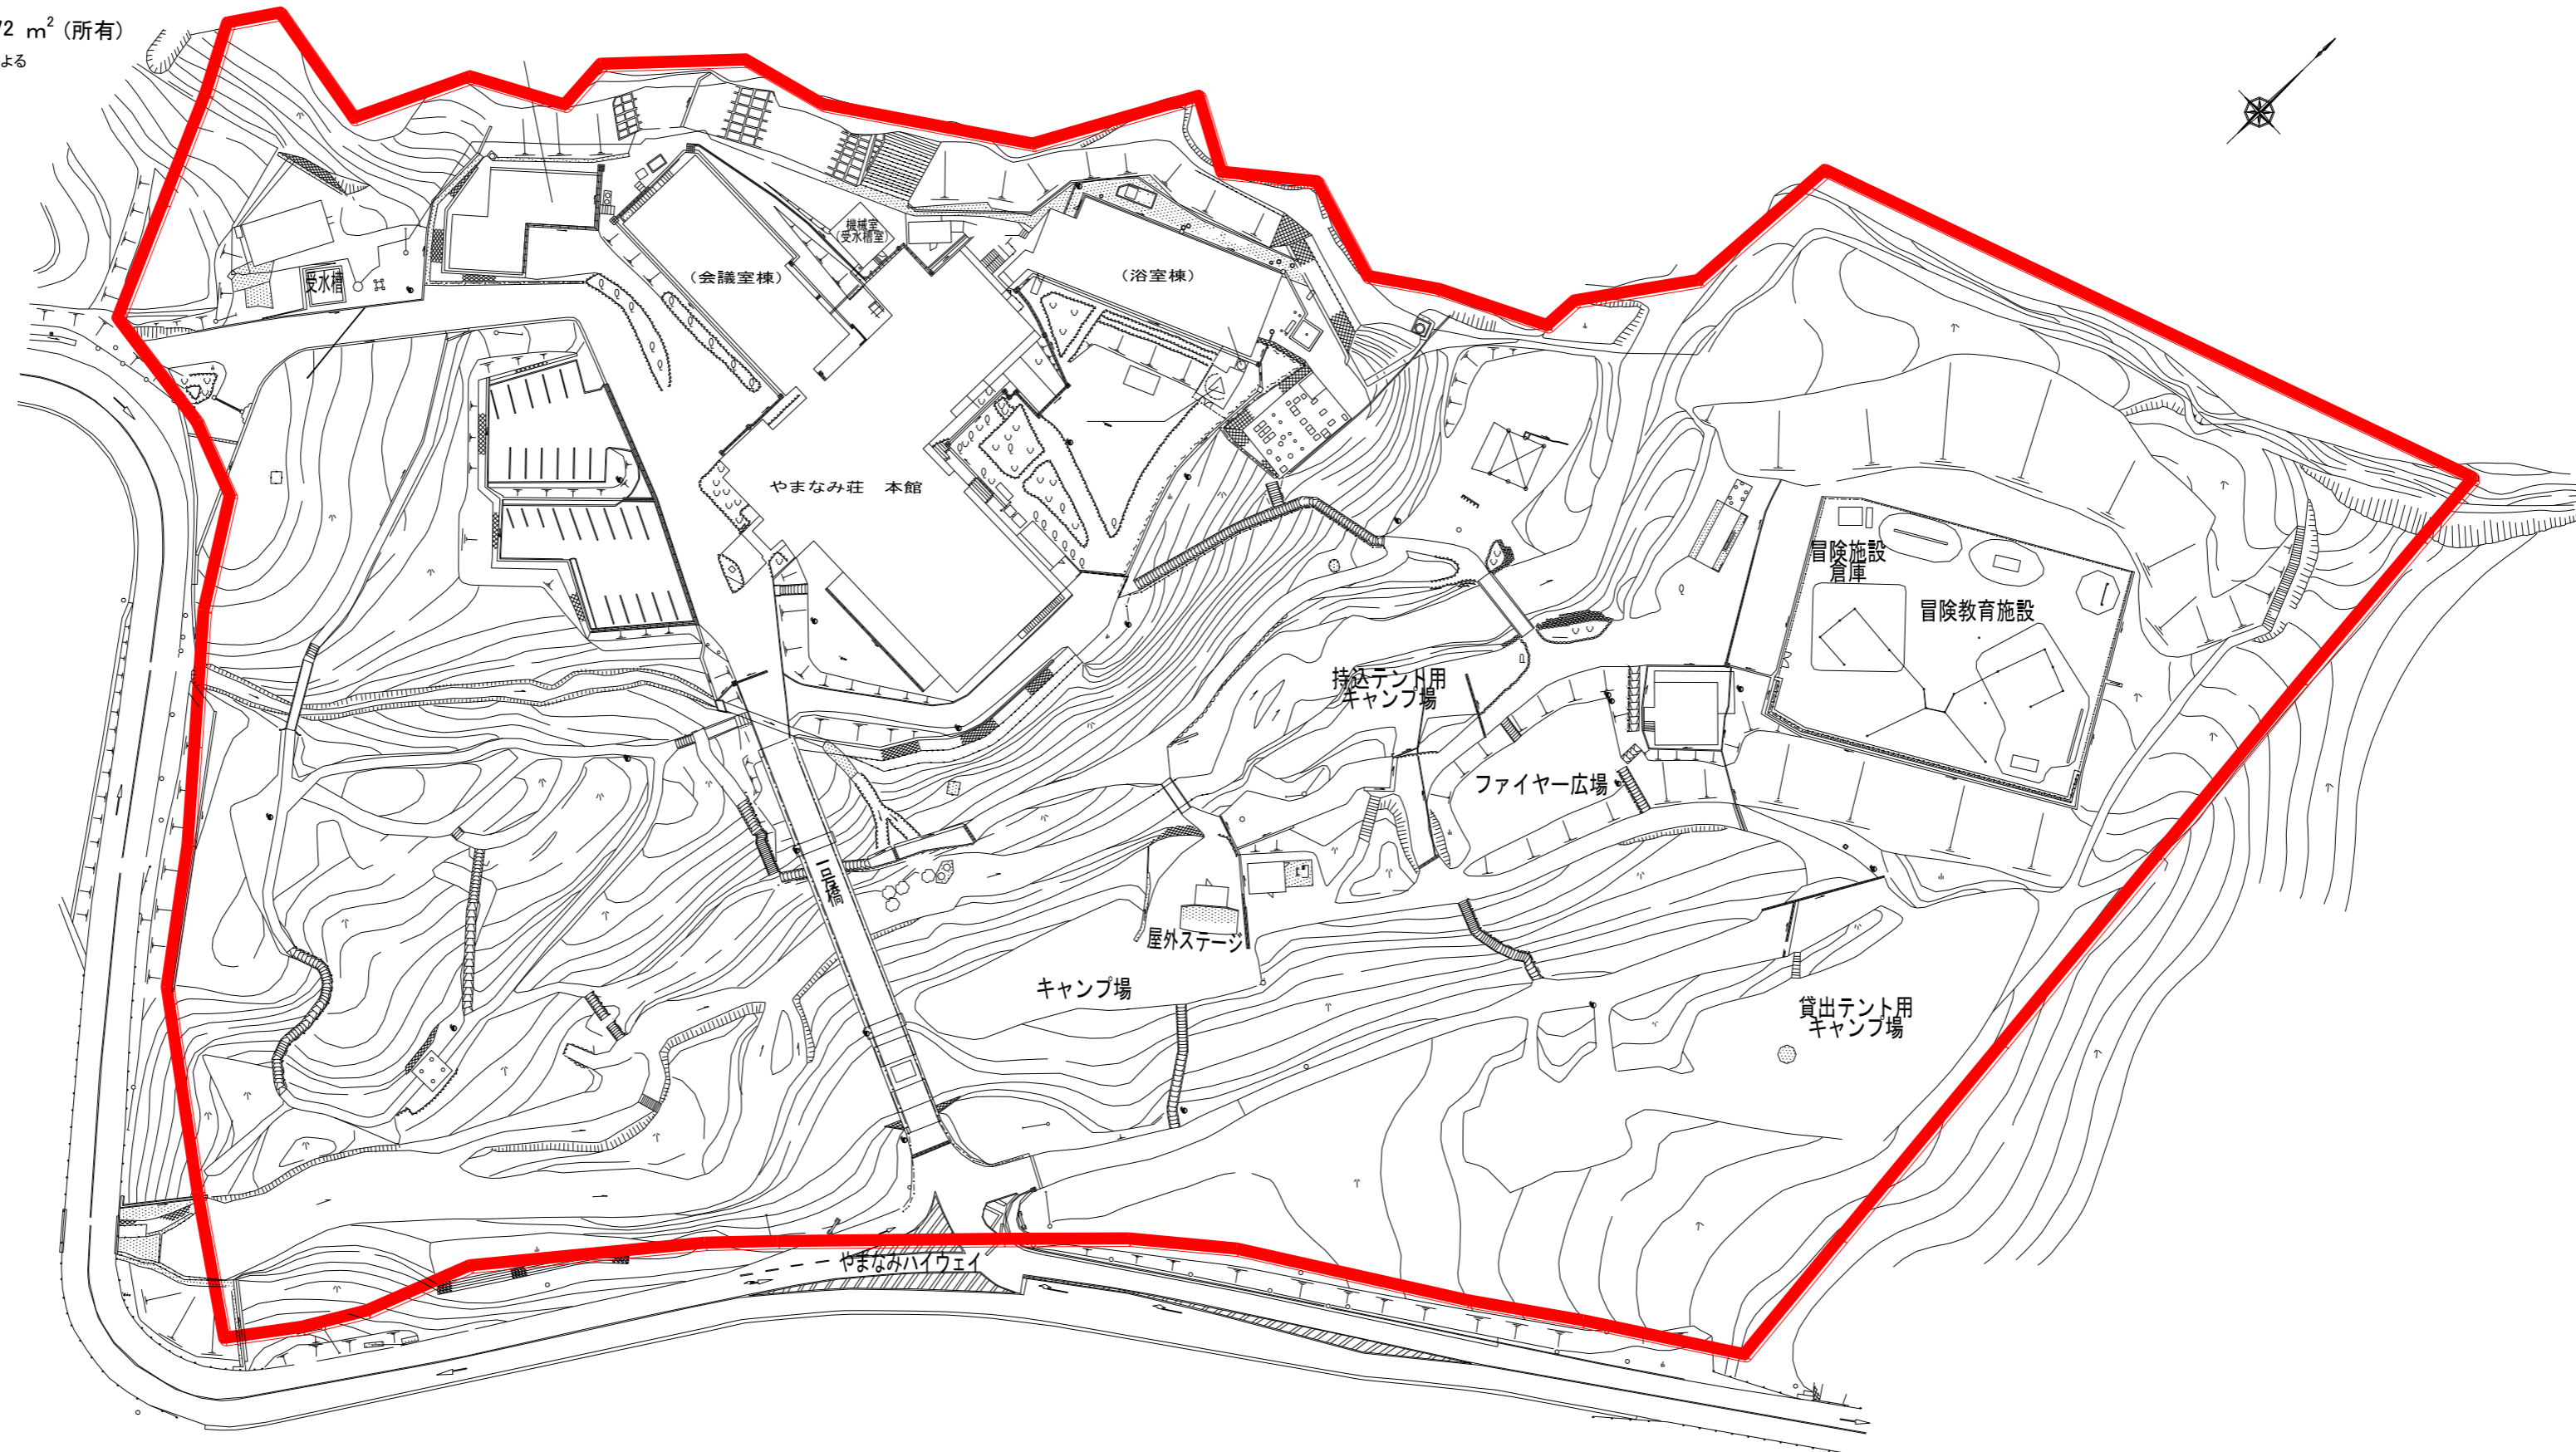 72 m² (所有)
よる
機械室
(受水槽室)
(会議室棟)
(浴室棟)
受水槽
やまなみ荘 本館
冒険施設
倉庫
冒険教育施設
持込テント用
キャンプ場
ファイヤー広場
屋外ステージ
キャンプ場
貸出テント用
キャンプ場
やまなみハイウェイ